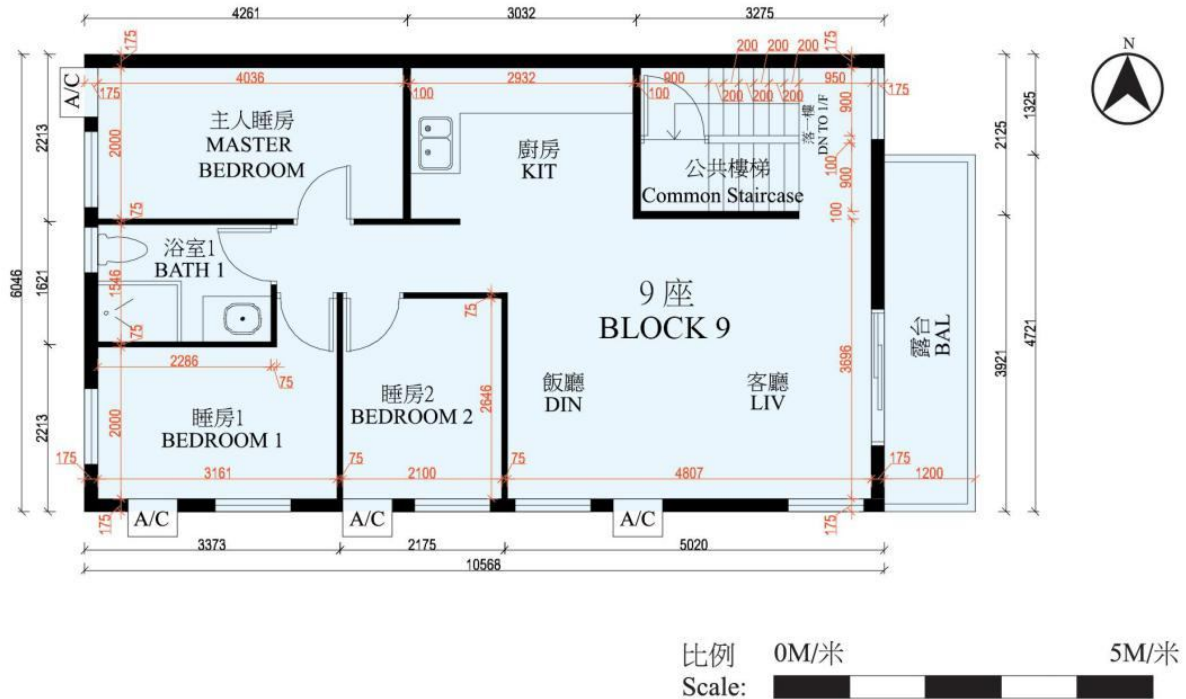 4261
3032
3275
N
175
200
200
200
175
A/C
4036
2932
900
950
175
100
100
200
200
200
175
1325
2213
2000
主人睡房
MASTER
BEDROOM
廚房
KIT
落一樓
DN TO 1/F
900
2125
公共樓梯
Common Staircase
100
900
75
100
6046
1621
1546
浴室1
BATH 1
75
75
9 座
BLOCK 9
露台
BAL
3696
3921
4721
2286
75
飯廳
DIN
客廳
LIV
2213
2000
睡房1
BEDROOM 1
睡房2
BEDROOM 2
2646
175
3161
75
2100
75
4807
175
1200
175
A/C
A/C
A/C
175
3373
2175
5020
10568
比例 0M/米 5M/米
Scale: